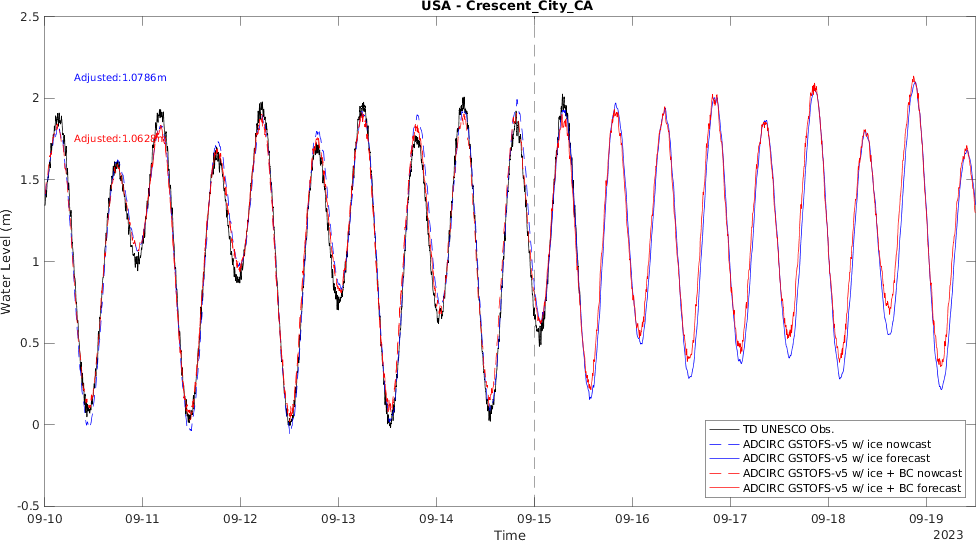 USA - Crescent_City_CA
2.5
2
1.5
1
0.5
0
-0.5
Water Level (m)
Adjusted:1.0786m
Adjusted:1.0628m
TD UNESCO Obs.
ADCIRC GSTOFS-v5 w/ ice nowcast
ADCIRC GSTOFS-v5 w/ ice forecast
ADCIRC GSTOFS-v5 w/ ice + BC nowcast
ADCIRC GSTOFS-v5 w/ ice + BC forecast
09-10 09-11 09-12 09-13 09-14 09-15 09-16 09-17 09-18 09-19
Time
2023